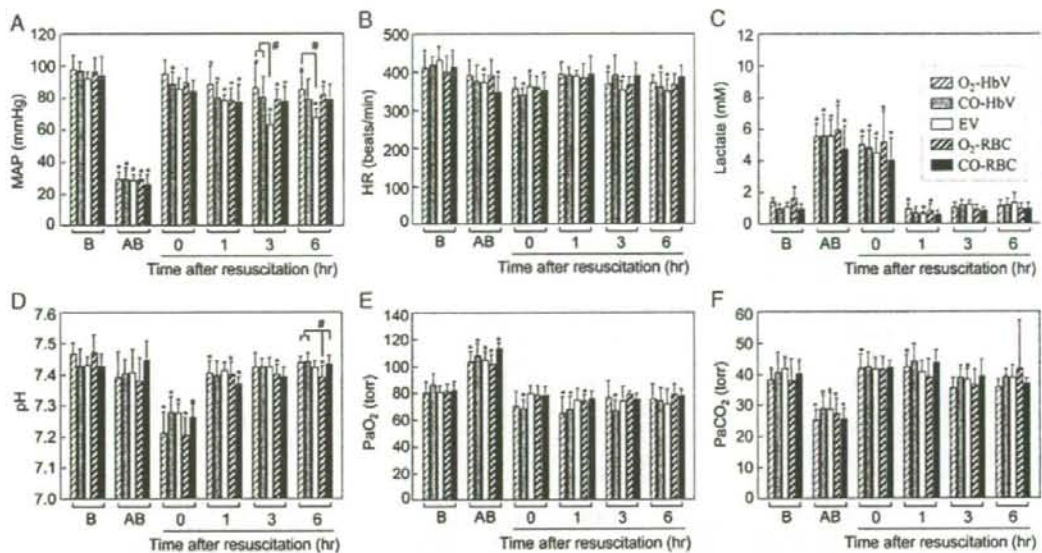 A
MAP (mmHg)
120
100
80
60
40
20
0
B
AB
0
1
3
6
Time after resuscitation (hr)
#
#
B
HR (beats/min)
500
400
300
200
100
0
B
AB
0
1
3
6
Time after resuscitation (hr)
C
Lactate (mM)
10
8
6
4
2
0
O₂-HbV
CO-HbV
EV
O₂-RBC
CO-RBC
B
AB
0
1
3
6
Time after resuscitation (hr)
D
pH
7.6
7.5
7.4
7.3
7.2
7.1
7.0
#
B
AB
0
1
3
6
Time after resuscitation (hr)
E
PaO₂ (torr)
140
120
100
80
60
40
20
0
B
AB
0
1
3
6
Time after resuscitation (hr)
F
PaCO₂ (torr)
60
50
40
30
20
10
0
B
AB
0
1
3
6
Time after resuscitation (hr)